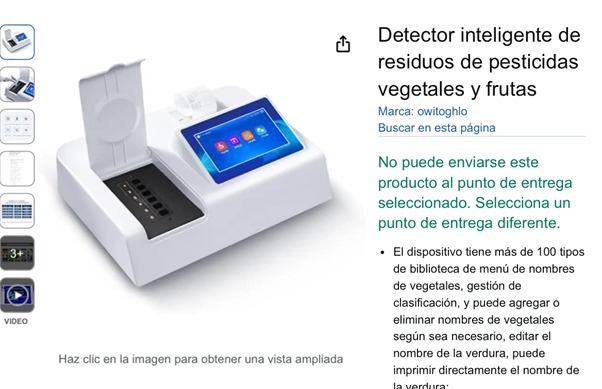 Detector inteligente de
residuos de pesticidas
vegetales y frutas
Marca: owitoghlo
Buscar en esta página
No puede enviarse este
producto al punto de entrega
seleccionado. Selecciona un
punto de entrega diferente.
• El dispositivo tiene más de 100 tipos
de biblioteca de menú de nombres
de vegetales, gestión de
clasificación, y puede agregar o
eliminar nombres de vegetales
según sea necesario, editar el
nombre de la verdura, puede
imprimir directamente el nombre de
la verdura;
3+
VIDEO
Haz clic en la imagen para obtener una vista ampliada